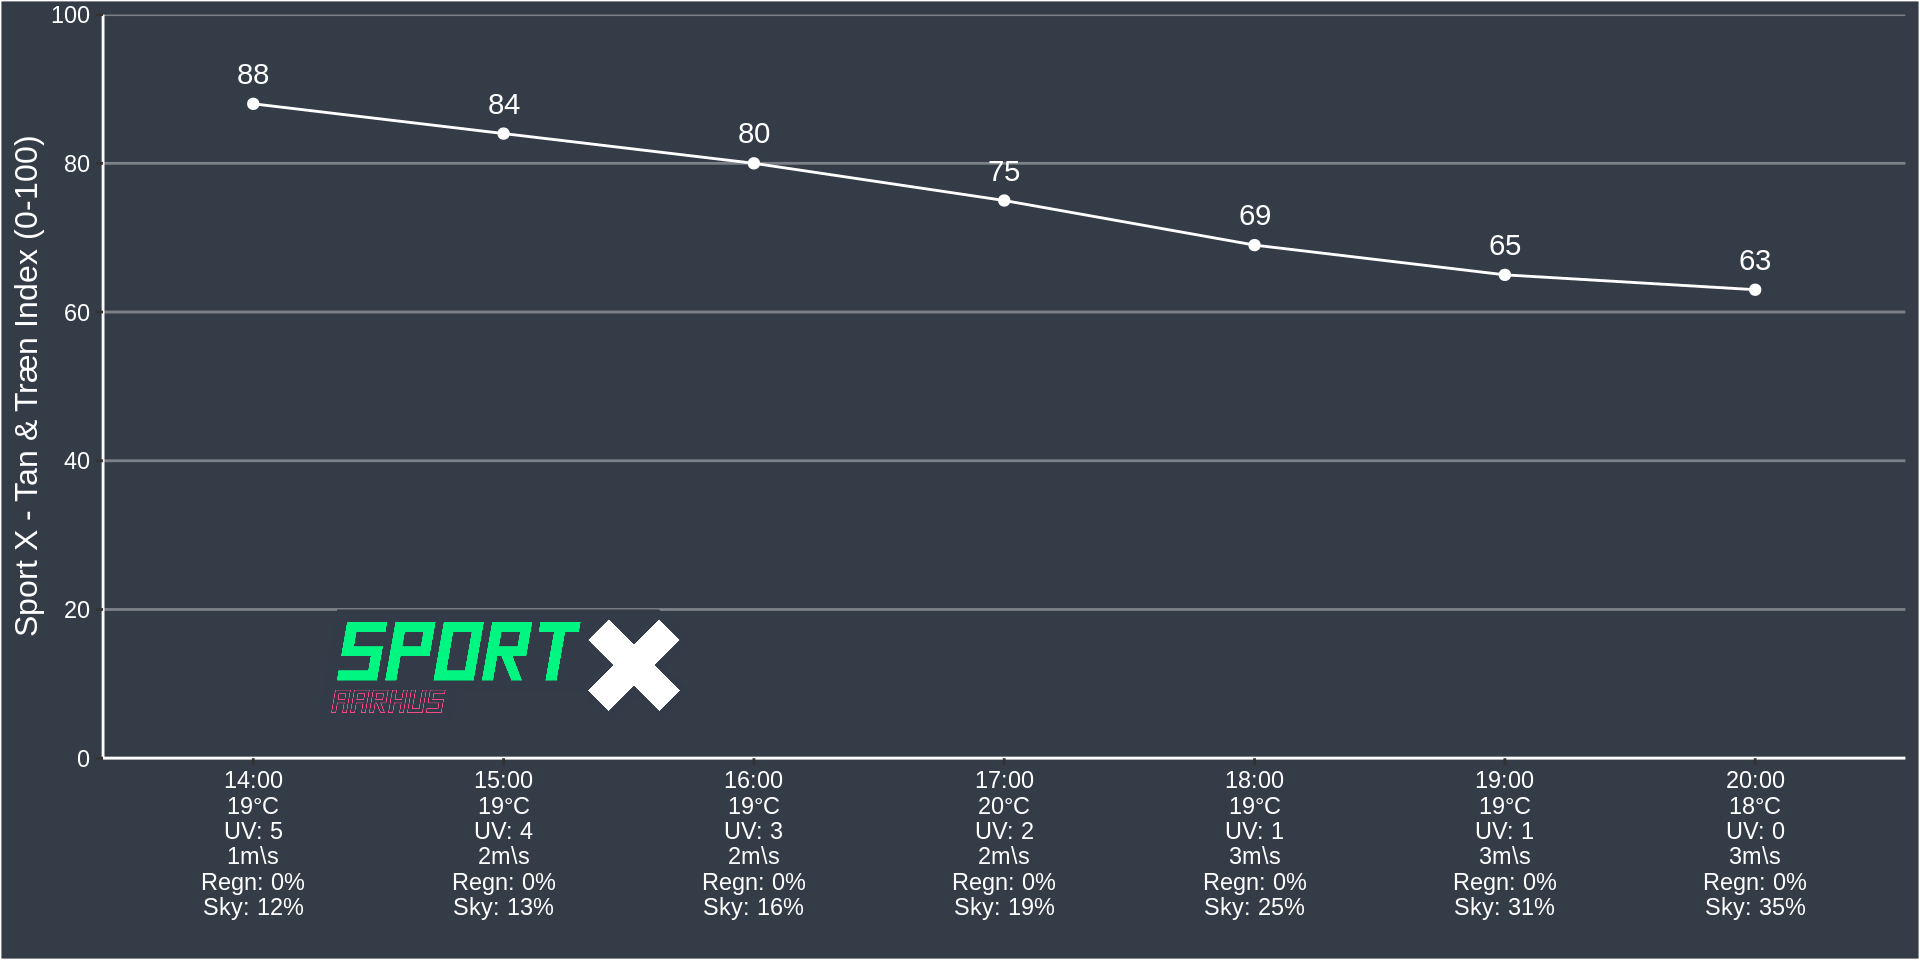 Sport X - Tan & Træn Index (0-100)
100
80
60
40
20
0
88
84
80
75
69
65
63
SPORT X
AARHUS
14:00 15:00 16:00 17:00 18:00 19:00 20:00
19°C 19°C 19°C 20°C 19°C 19°C 18°C
UV: 5 UV: 4 UV: 3 UV: 2 UV: 1 UV: 1 UV: 0
1m\s 2m\s 2m\s 2m\s 3m\s 3m\s 3m\s
Regn: 0% Regn: 0% Regn: 0% Regn: 0% Regn: 0% Regn: 0% Regn: 0%
Sky: 12% Sky: 13% Sky: 16% Sky: 19% Sky: 25% Sky: 31% Sky: 35%